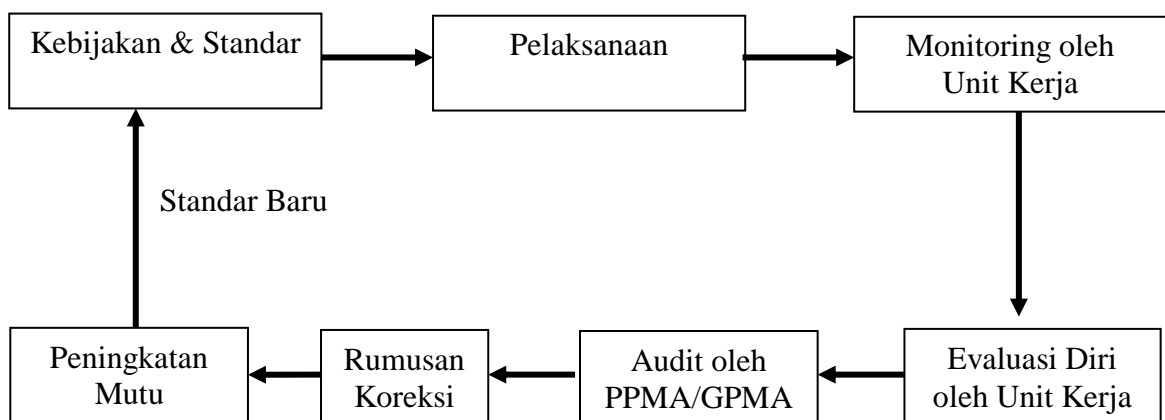 Kebijakan & Standar
Pelaksanaan
Monitoring oleh
Unit Kerja
Standar Baru
Peningkatan
Mutu
Rumusan
Koreksi
Audit oleh
PPMA/GPMA
Evaluasi Diri
oleh Unit Kerja